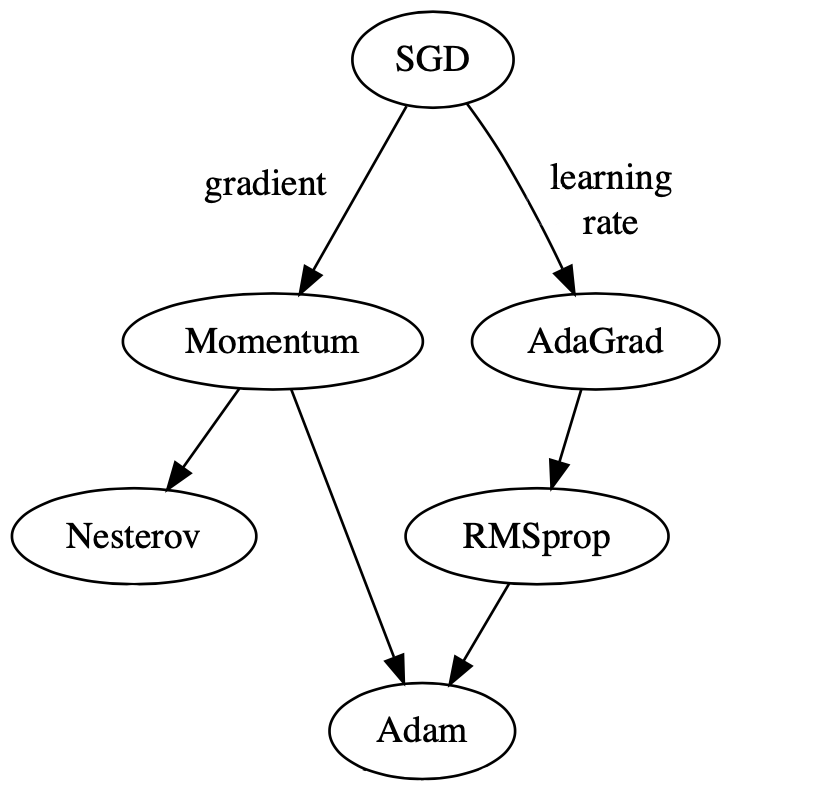 SGD
gradient
learning
rate
Momentum
AdaGrad
Nesterov
RMSprop
Adam